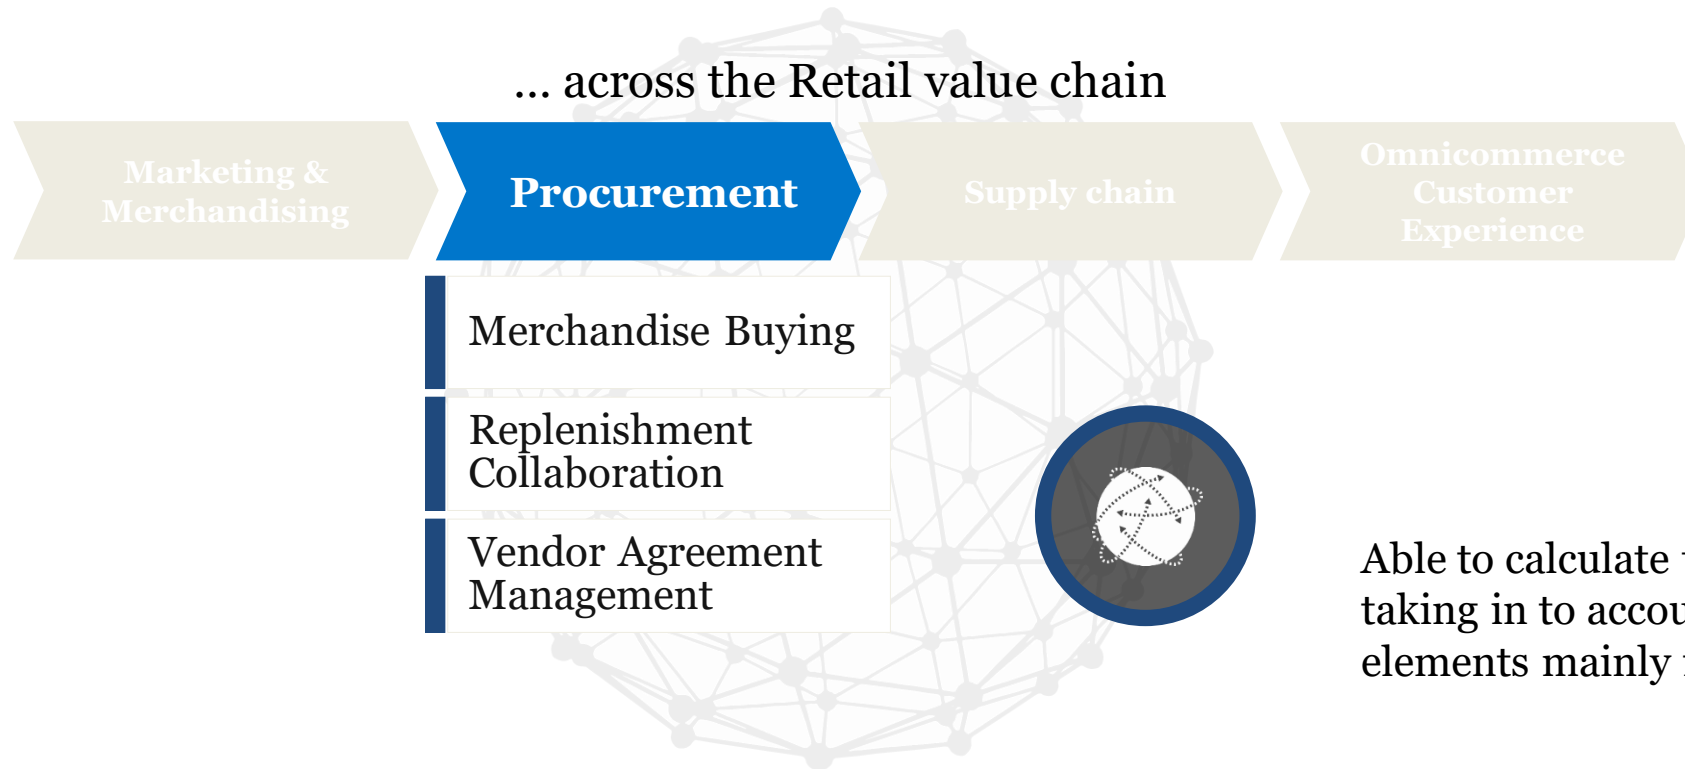 ... across the Retail value chain
Marketing &
Merchandising
Procurement
Supply chain
Omnicommerce
Customer
Experience
Merchandise Buying
Replenishment
Collaboration
Vendor Agreement
Management
Able to calculate
taking in to
elements mainly